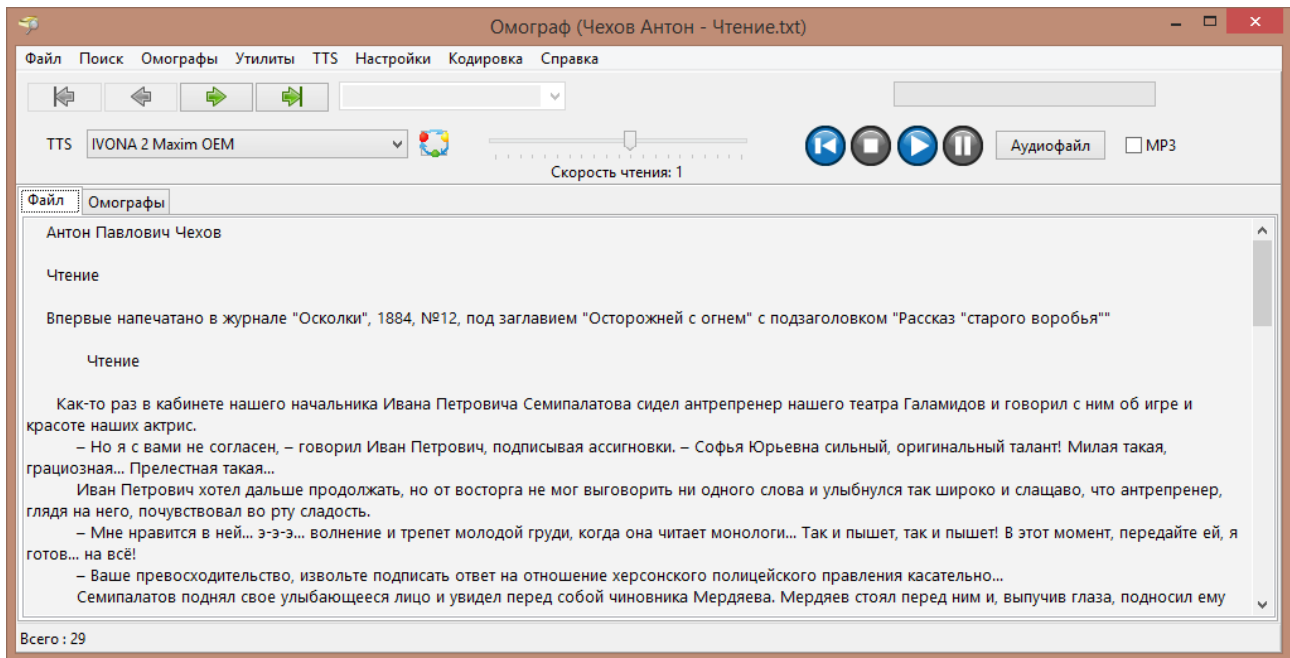 Омограф (Чехов Антон - Чтение.txt)
Файл Поиск Омографы Утилиты TTS Настройки Кодировка Справка
TTS IVONA 2 Maxim OEM Аудиофайл MP3
Скорость чтения: 1
Файл Омографы
Антон Павлович Чехов
Чтение
Впервые напечатано в журнале "Осколки", 1884, №12, под заглавием "Осторожней с огнем" с подзаголовком "Рассказ "старого воробья""
Чтение
Как-то раз в кабинете нашего начальника Ивана Петровича Семипалатова сидел антрепренер нашего театра Галамидов и говорил с ним об игре и
красоте наших актрис.
– Но я с вами не согласен, – говорил Иван Петрович, подписывая ассигновки. – Софья Юрьевна сильный, оригинальный талант! Милая такая,
грациозная... Прелестная такая...
Иван Петрович хотел дальше продолжать, но от восторга не мог выговорить ни одного слова и улыбнулся так широко и слащаво, что антрепренер,
глядя на него, почувствовал во рту сладость.
– Мне нравится в ней... э-э-э... волнение и трепет молодой груди, когда она читает монологи... Так и пышет, так и пышет! В этот момент, передайте ей, я
готов... на всё!
– Ваше превосходительство, извольте подписать ответ на отношение херсонского полицейского правления касательно...
Семипалатов поднял свое улыбающееся лицо и увидел перед собой чиновника Мердяева. Мердяев стоял перед ним и, выпучив глаза, подносил ему
Всего : 29